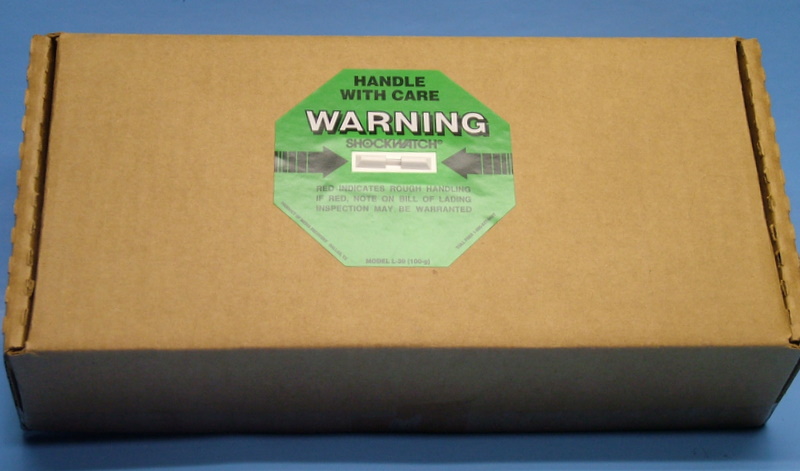 HANDLE
WITH CARE
WARNING
SHOCKWATCH®
RED INDICATES ROUGH HANDLING
IF RED, NOTE ON BILL OF LADING
INSPECTION MAY BE WARRANTED
MODEL L-30 (100-g)